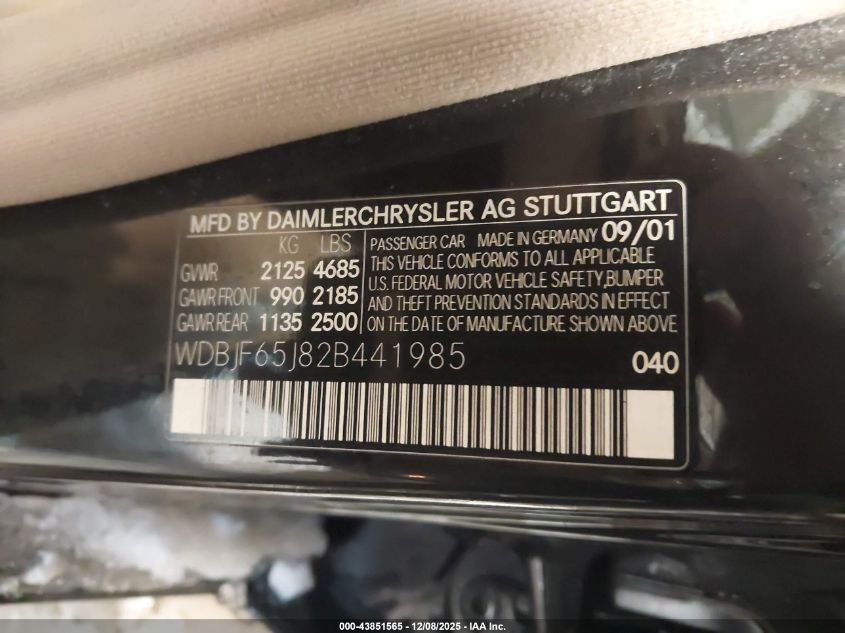 MFD BY DAIMLERCHRYSLER AG STUTTGART
KG LBS
GVWR 2125 4685
GAWR FRONT 990 2185
GAWR REAR 1135 2500
PASSENGER CAR MADE IN GERMANY 09/01
THIS VEHICLE CONFORMS TO ALL APPLICABLE
U.S. FEDERAL MOTOR VEHICLE SAFETY,BUMPER
AND THEFT PREVENTION STANDARDS IN EFFECT
ON THE DATE OF MANUFACTURE SHOWN ABOVE
WDBJF65J82B441985 040
000-43851565 - 12/08/2025 - IAA Inc.